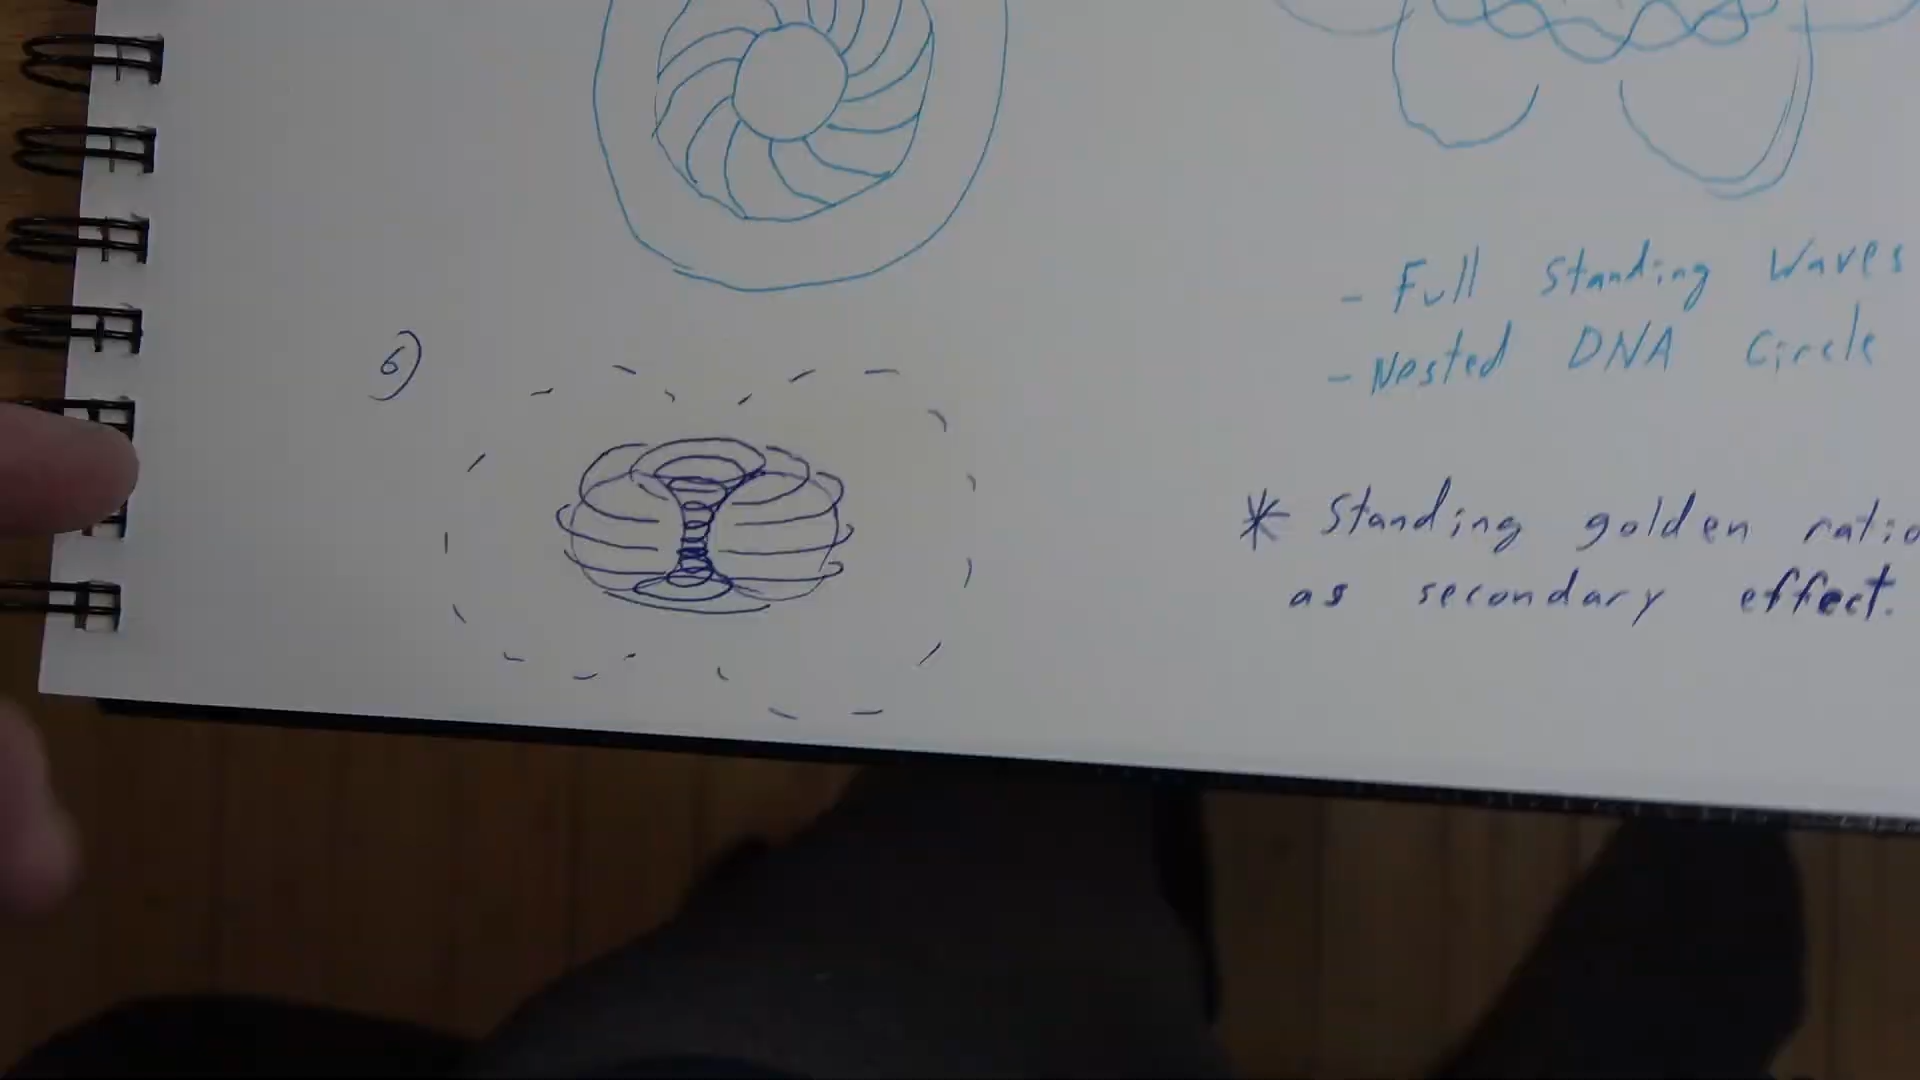 - Full Standing Waves
- Nested DNA Circle
6)
* Standing golden ratio
as secondary effect.